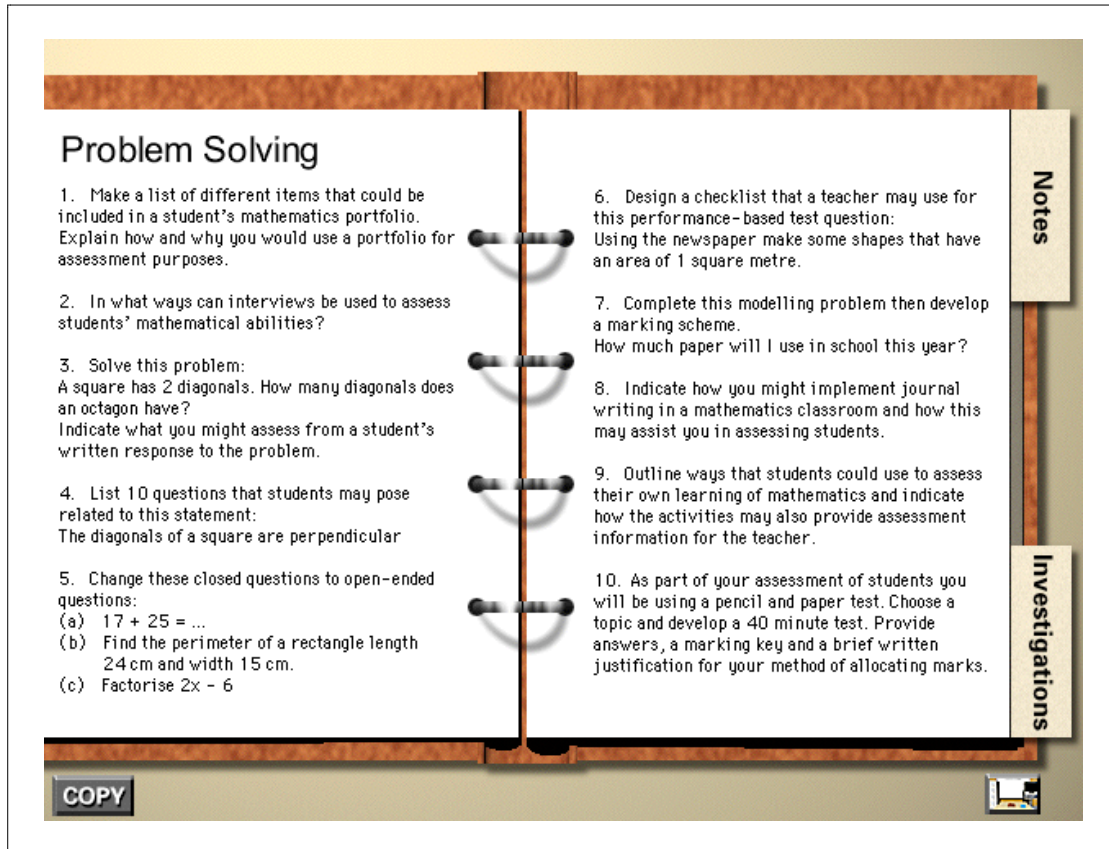 Problem Solving
1. Make a list of different items that could be
included in a student's mathematics portfolio.
Explain how and why you would use a portfolio for
assessment purposes.
2. In what ways can interviews be used to assess
students' mathematical abilities?
3. Solve this problem:
A square has 2 diagonals. How many diagonals does
an octagon have?
Indicate what you might assess from a student's
written response to the problem.
4. List 10 questions that students may pose
related to this statement:
The diagonals of a square are perpendicular
5. Change these closed questions to open-ended
questions:
(a) 17 + 25 = ...
(b) Find the perimeter of a rectangle length
24 cm and width 15 cm.
(c) Factorise 2x - 6
6. Design a checklist that a teacher may use for
this performance-based test question:
Using the newspaper make some shapes that have
an area of 1 square metre.
7. Complete this modelling problem then develop
a marking scheme.
How much paper will I use in school this year?
8. Indicate how you might implement journal
writing in a mathematics classroom and how this
may assist you in assessing students.
9. Outline ways that students could use to assess
their own learning of mathematics and indicate
how the activities may also provide assessment
information for the teacher.
10. As part of your assessment of students you
will be using a pencil and paper test. Choose a
topic and develop a 40 minute test. Provide
answers, a marking key and a brief written
justification for your method of allocating marks.
Notes
Investigations
COPY